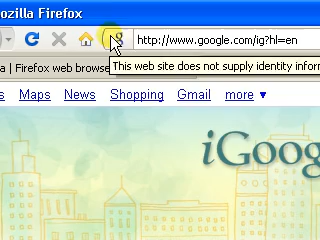 ozilla Firefox
http://www.google.com/ig?hl=en
a | Firefox web browse
This web site does not supply identity infor
s Maps News Shopping Gmail more ▼
iGoog